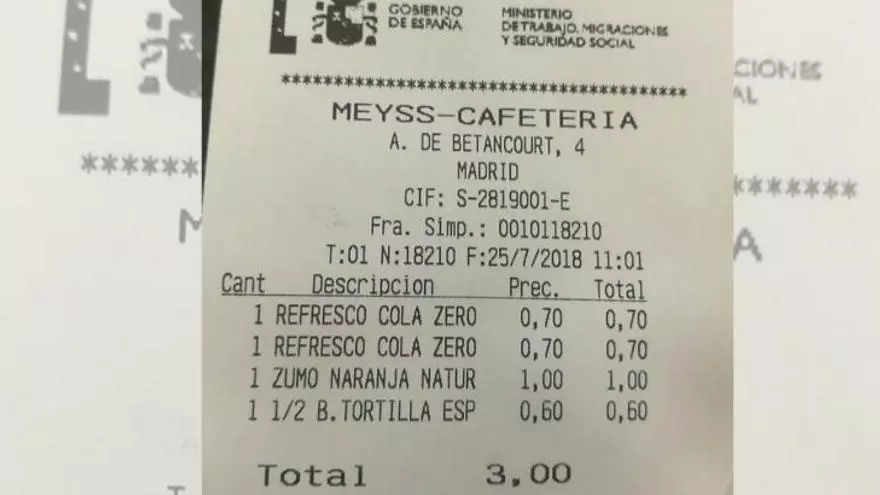 GOBIERNO
DE ESPAÑA
MINISTERIO
DE TRABAJO, MIGRACIONES
Y SEGURIDAD SOCIAL
****************************************
MEYSS-CAFETERIA
A. DE BETANCOURT, 4
MADRID
CIF: S-2819001-E
Fra. Simp.: 0010118210
T:01 N:18210 F:25/7/2018 11:01
Cant Descripcion Prec. Total
1 REFRESCO COLA ZERO 0,70 0,70
1 REFRESCO COLA ZERO 0,70 0,70
1 ZUMO NARANJA NATUR 1,00 1,00
1 1/2 B.TORTILLA ESP 0,60 0,60
Total 3,00